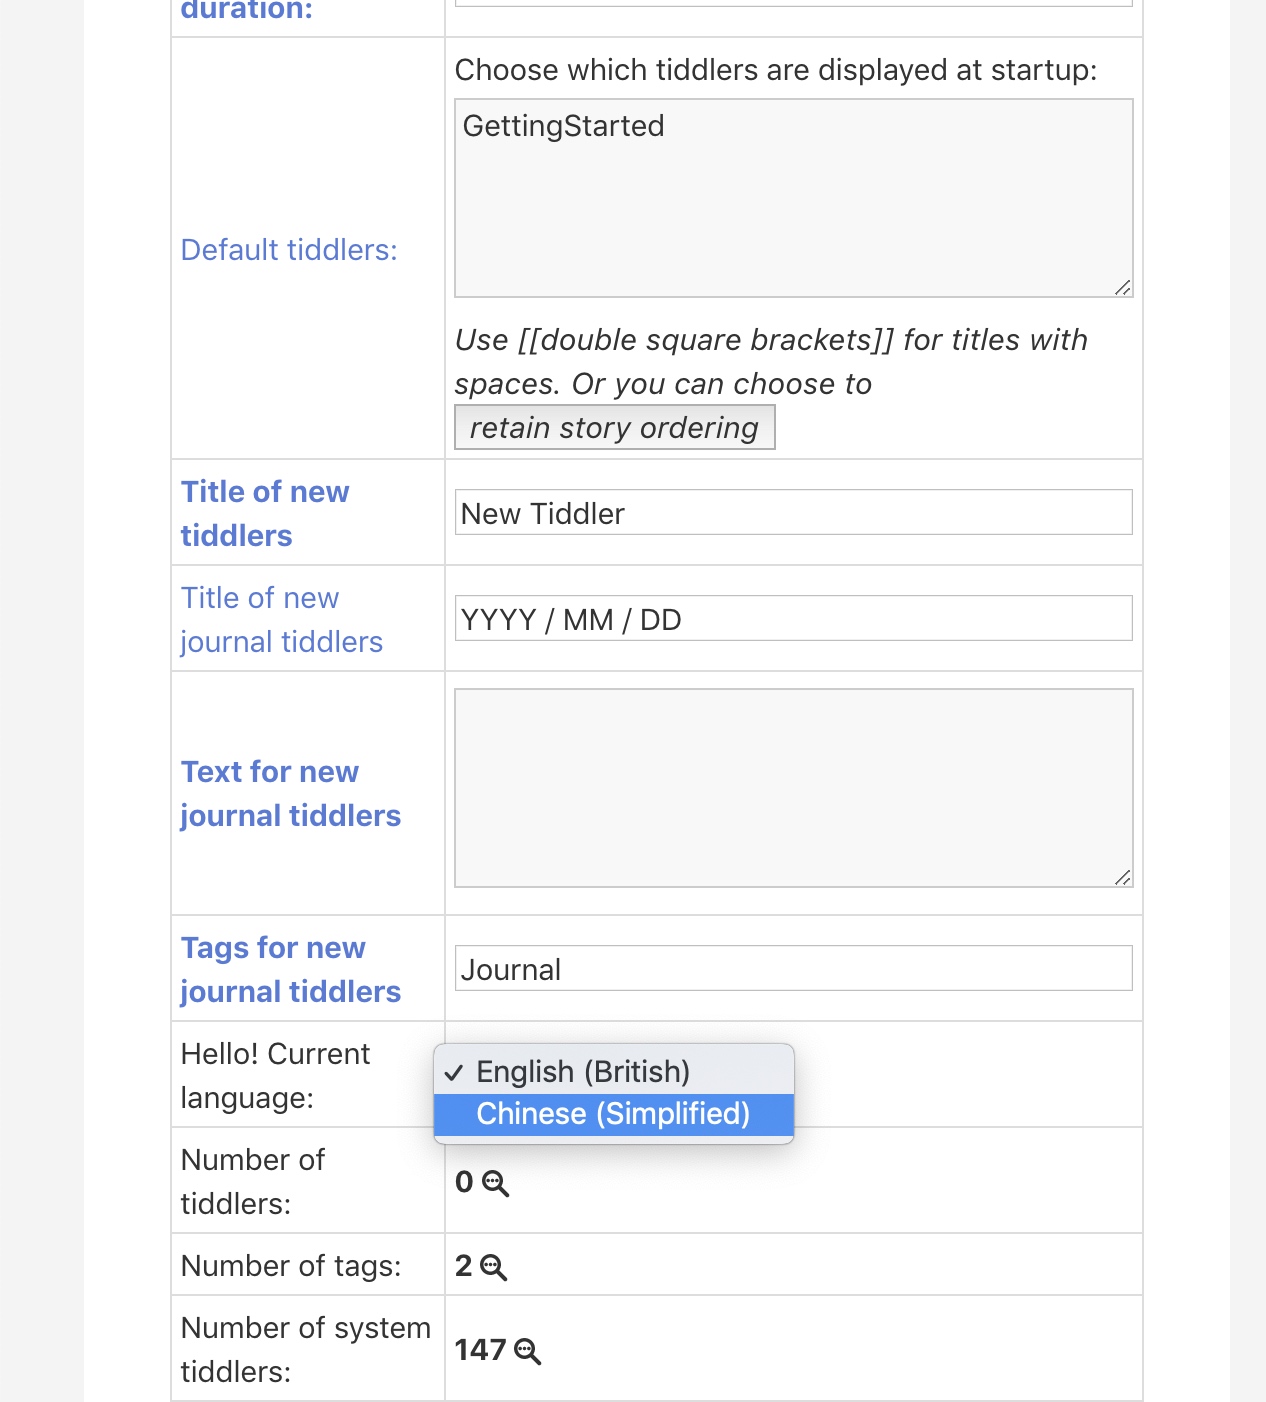 duration:
Choose which tiddlers are displayed at startup:
GettingStarted
Default tiddlers:
Use [[double square brackets]] for titles with
spaces. Or you can choose to
retain story ordering
Title of new
tiddlers
New Tiddler
Title of new
journal tiddlers
YYYY / MM / DD
Text for new
journal tiddlers
Tags for new
journal tiddlers
Journal
Hello! Current
language:
✓ English (British)
Chinese (Simplified)
Number of
tiddlers:
0
Number of tags:
2
Number of system
tiddlers:
147